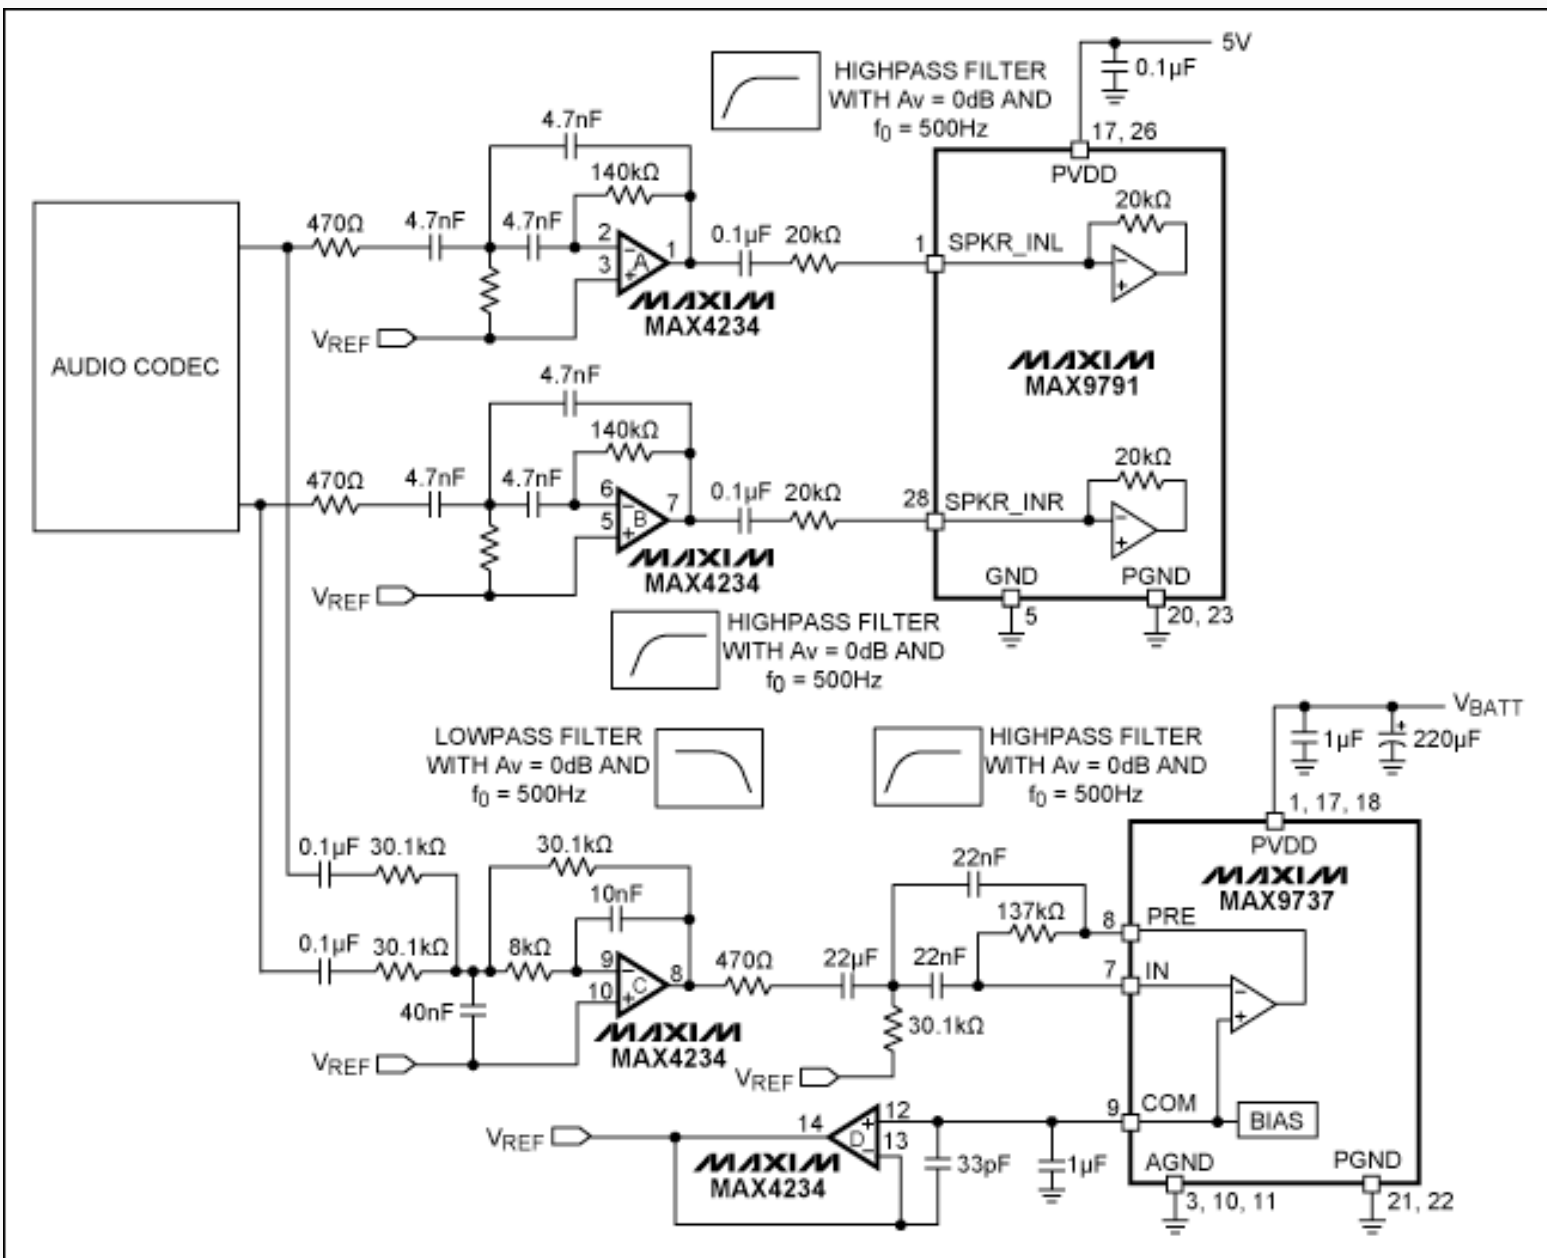 5V
0.1µF
HIGHPASS FILTER
WITH Av = 0dB AND
f0 = 500Hz
17, 26
PVDD
4.7nF
140kΩ
470Ω
4.7nF
4.7nF
2
3
A
1
0.1µF
20kΩ
1
SPKR_INL
20kΩ
MAXIM
MAX4234
VREF
AUDIO CODEC
MAXIM
MAX9791
4.7nF
140kΩ
470Ω
4.7nF
4.7nF
6
5
B
7
0.1µF
20kΩ
28
SPKR_INR
20kΩ
MAXIM
MAX4234
VREF
GND
5
PGND
20, 23
HIGHPASS FILTER
WITH Av = 0dB AND
f0 = 500Hz
LOWPASS FILTER
WITH Av = 0dB AND
f0 = 500Hz
HIGHPASS FILTER
WITH Av = 0dB AND
f0 = 500Hz
VBATT
1µF
220µF
1, 17, 18
PVDD
MAXIM
MAX9737
0.1µF
30.1kΩ
30.1kΩ
10nF
0.1µF
30.1kΩ
8kΩ
9
10
C
8
40nF
MAXIM
MAX4234
VREF
470Ω
22µF
22nF
22nF
137kΩ
30.1kΩ
VREF
8
PRE
7
IN
9
COM
BIAS
VREF
14
D
12
13
MAXIM
MAX4234
33pF
1µF
AGND
3, 10, 11
PGND
21, 22